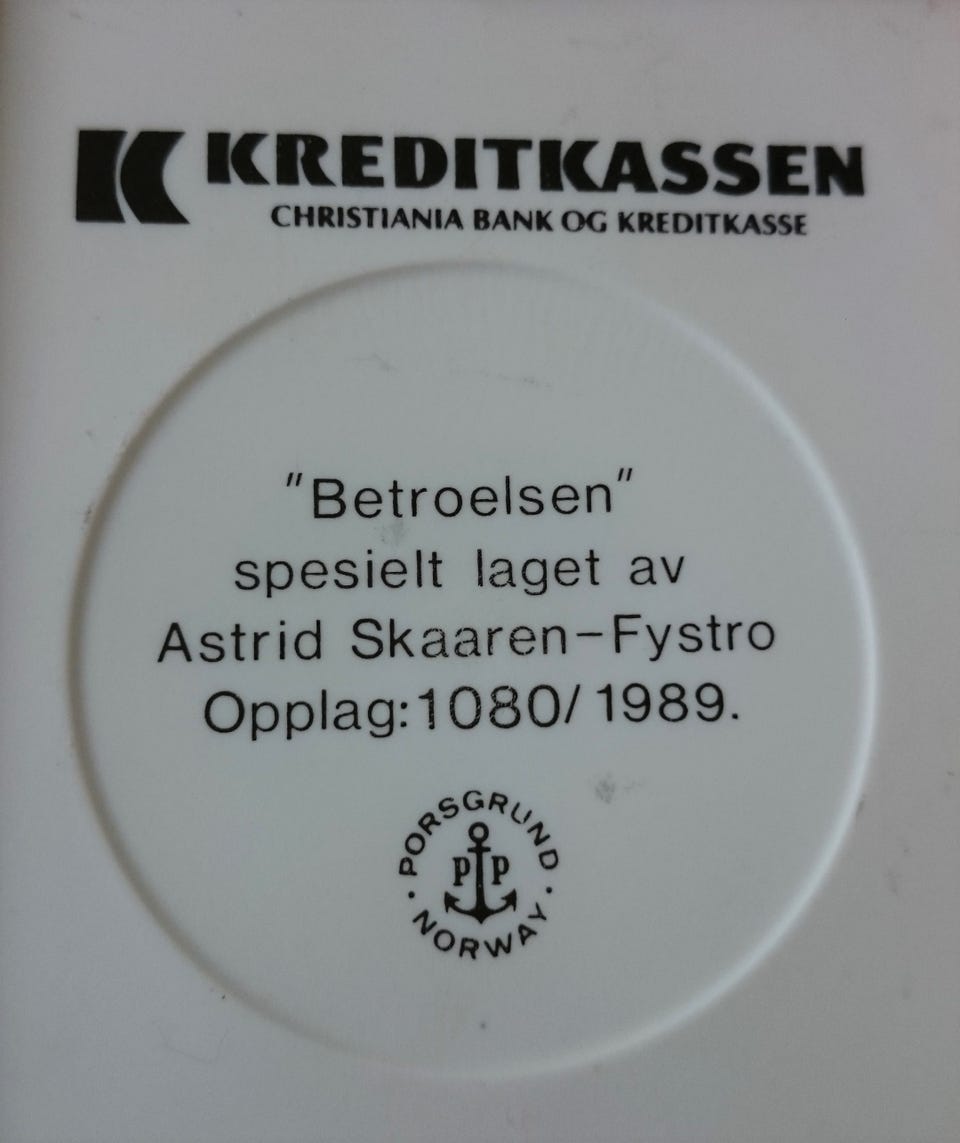 K KREDITKASSEN
CHRISTIANIA BANK OG KREDITKASSE
"Betroelsen"
spesielt laget av
Astrid Skaaren-Fystro
Opplag:1080/1989.
PORSGRUND
PP
NORWAY